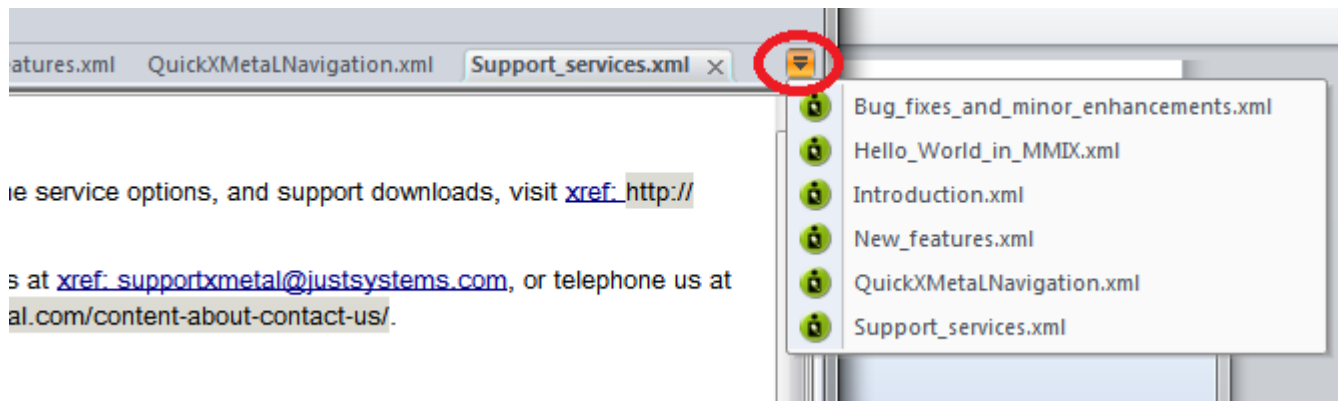 atures.xml QuickXMetaLNavigation.xml Support_services.xml
Bug_fixes_and_minor_enhancements.xml
Hello_World_in_MMIX.xml
Introduction.xml
New_features.xml
QuickXMetaLNavigation.xml
Support_services.xml
e service options, and support downloads, visit xref: http://
s at xref: supportxmetal@justsystems.com, or telephone us at
al.com/content-about-contact-us/.